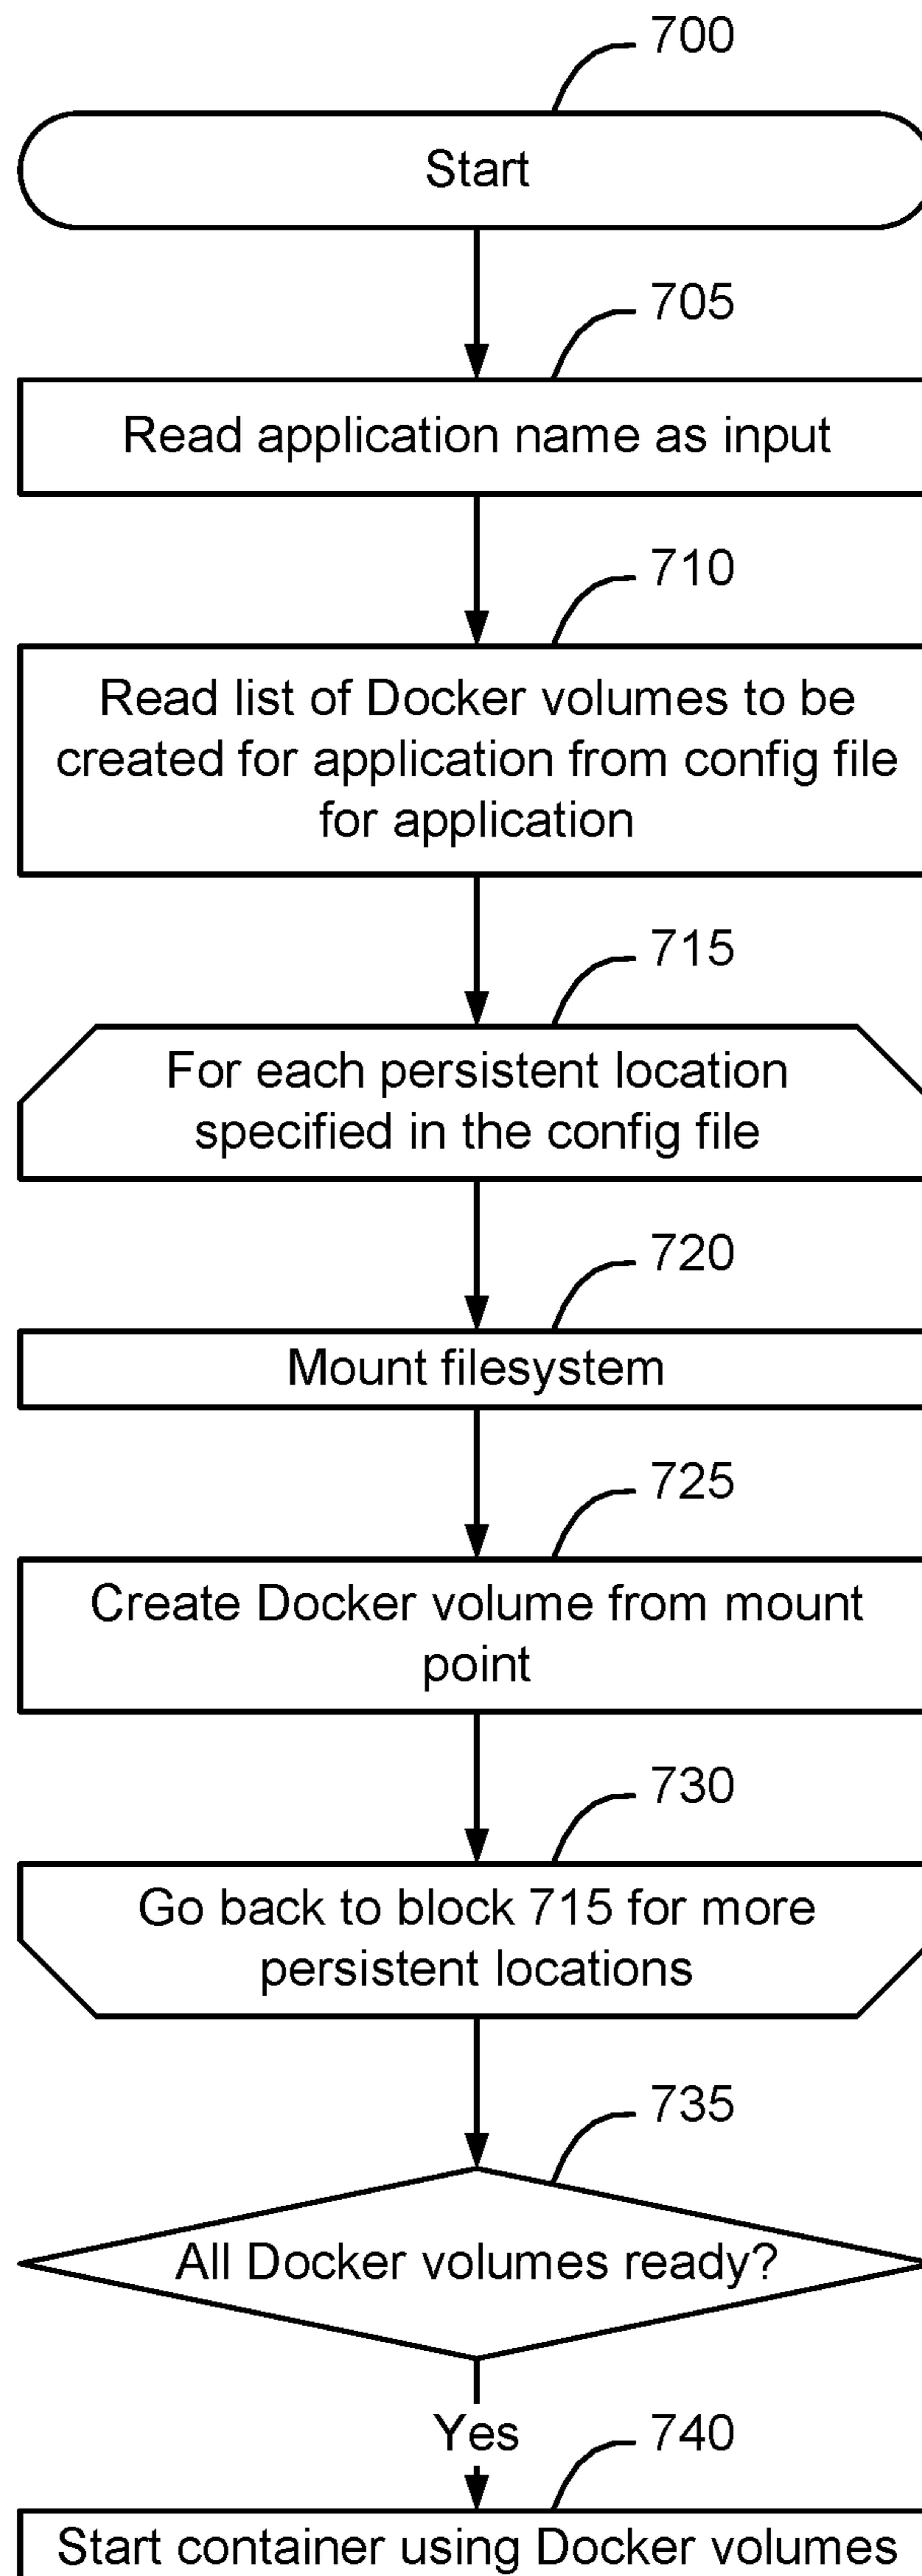 700
Start
705
Read application name as input
710
Read list of Docker volumes to be
created for application from config file
for application
715
For each persistent location
specified in the config file
720
Mount filesystem
725
Create Docker volume from mount
point
730
Go back to block 715 for more
persistent locations
735
All Docker volumes ready?
Yes
740
Start container using Docker volumes